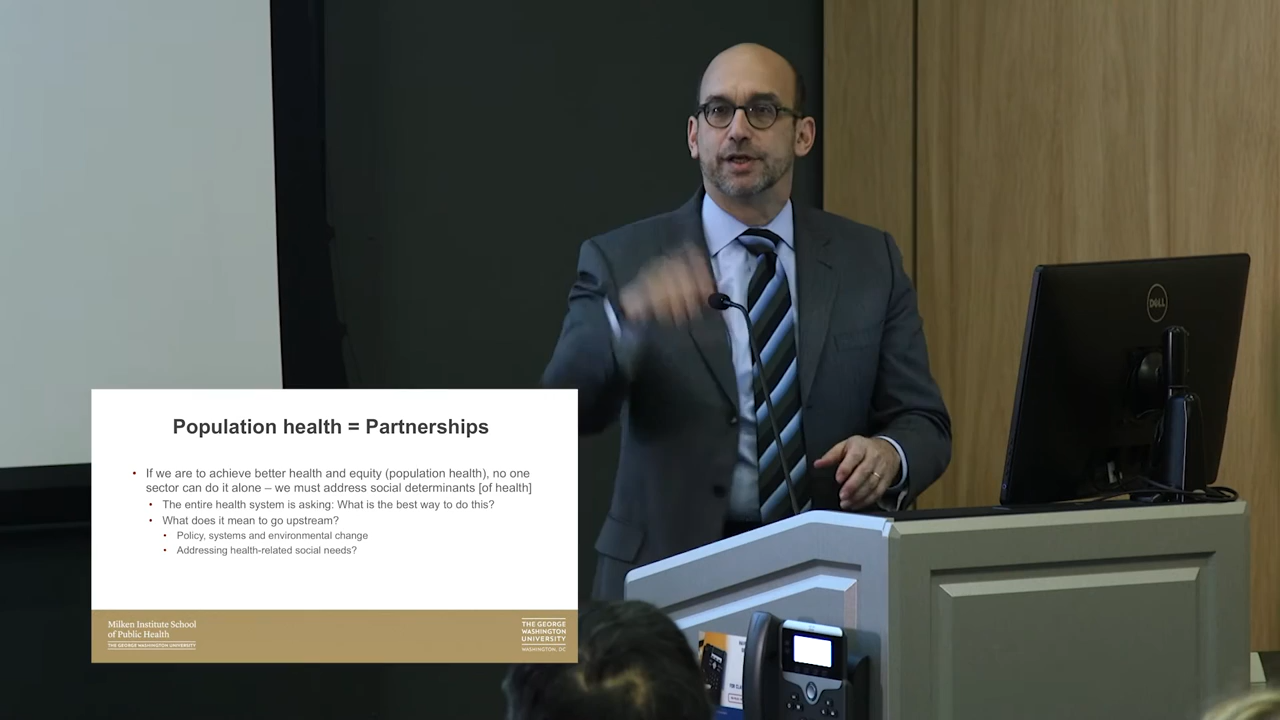 DELL
Population health = Partnerships
If we are to achieve better health and equity (population health), no one
sector can do it alone – we must address social determinants [of health]
The entire health system is asking: What is the best way to do this?
What does it mean to go upstream?
Policy, systems and environmental change
Addressing health-related social needs?
Milken Institute School
of Public Health
THE GEORGE WASHINGTON UNIVERSITY
THE GEORGE
WASHINGTON
UNIVERSITY
WASHINGTON, DC